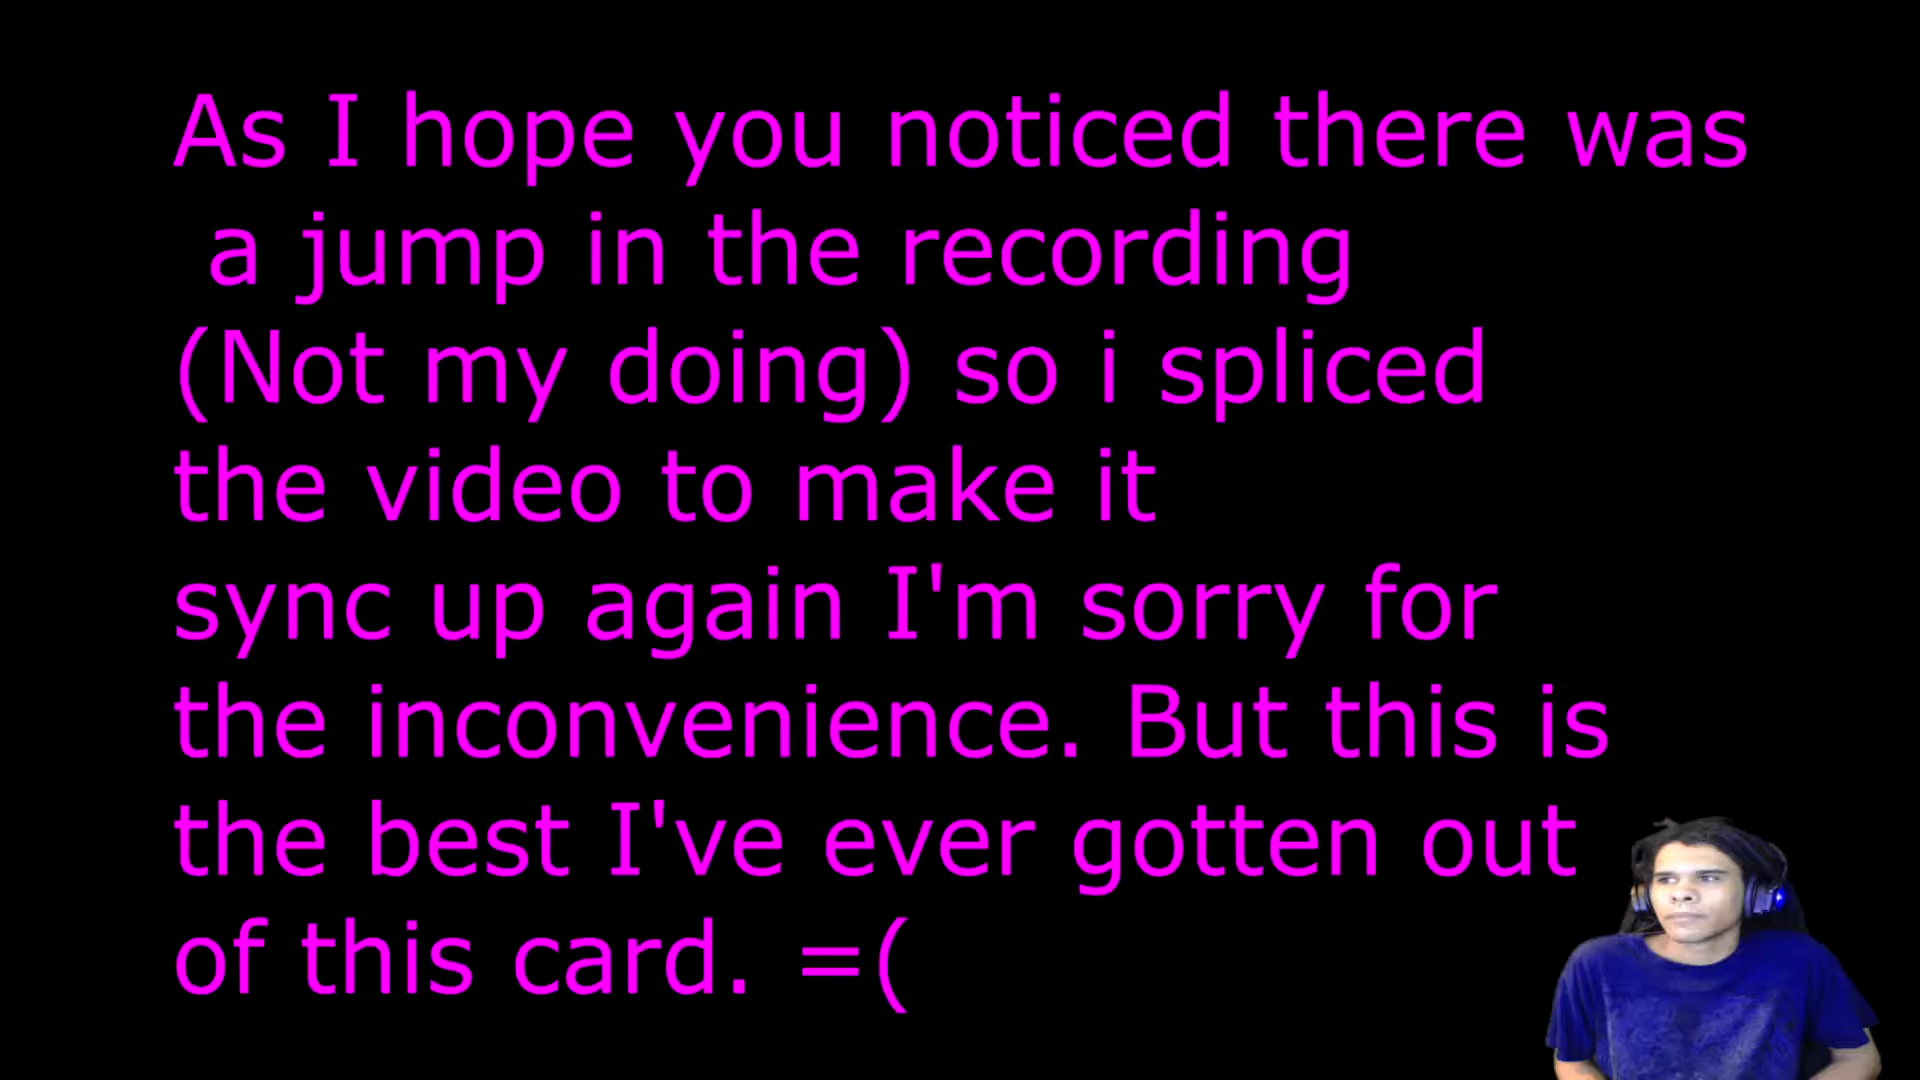 As I hope you noticed there was
a jump in the recording
(Not my doing) so i spliced
the video to make it
sync up again I'm sorry for
the inconvenience. But this is
the best I've ever gotten out
of this card. =(